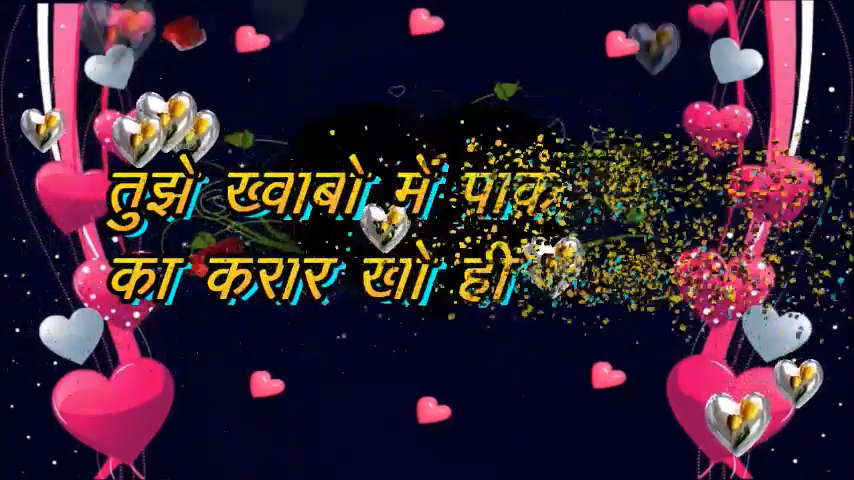 तुझे ख्वाबो में
का करार खो ही